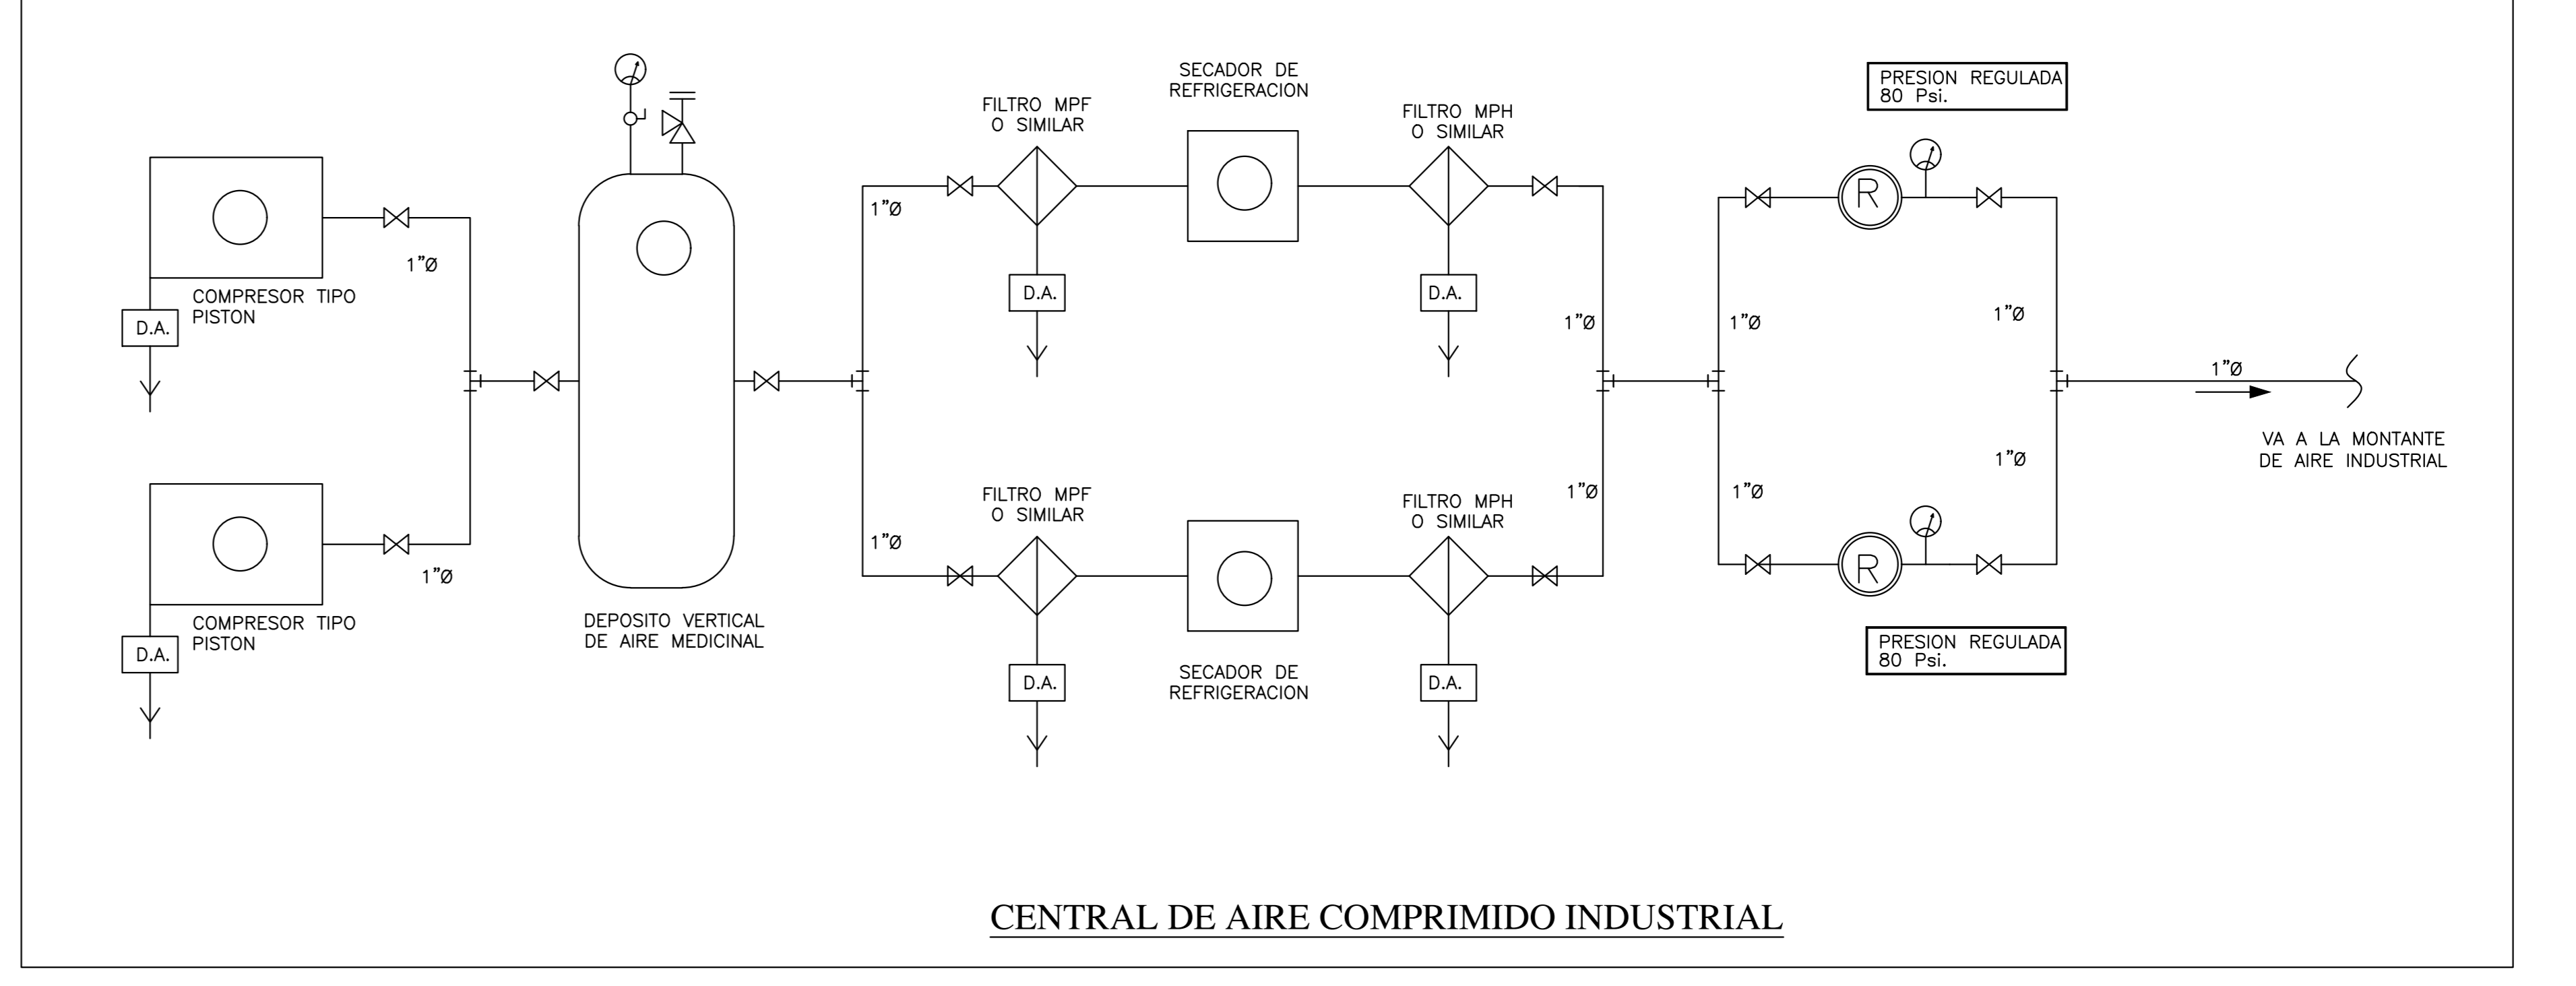 SECADOR DE
REFRIGERACION
PRESION REGULADA
80 Psi.
FILTRO MPF
O SIMILAR
FILTRO MPH
O SIMILAR
R
1"Ø
1"Ø
COMPRESOR TIPO
PISTON
D.A.
D.A.
D.A.
1"Ø
1"Ø
1"Ø
1"Ø
VA A LA MONTANTE
DE AIRE INDUSTRIAL
1"Ø
FILTRO MPF
O SIMILAR
FILTRO MPH
O SIMILAR
1"Ø
1"Ø
1"Ø
1"Ø
R
COMPRESOR TIPO
PISTON
D.A.
DEPOSITO VERTICAL
DE AIRE MEDICINAL
SECADOR DE
REFRIGERACION
D.A.
D.A.
PRESION REGULADA
80 Psi.
CENTRAL DE AIRE COMPRIMIDO INDUSTRIAL